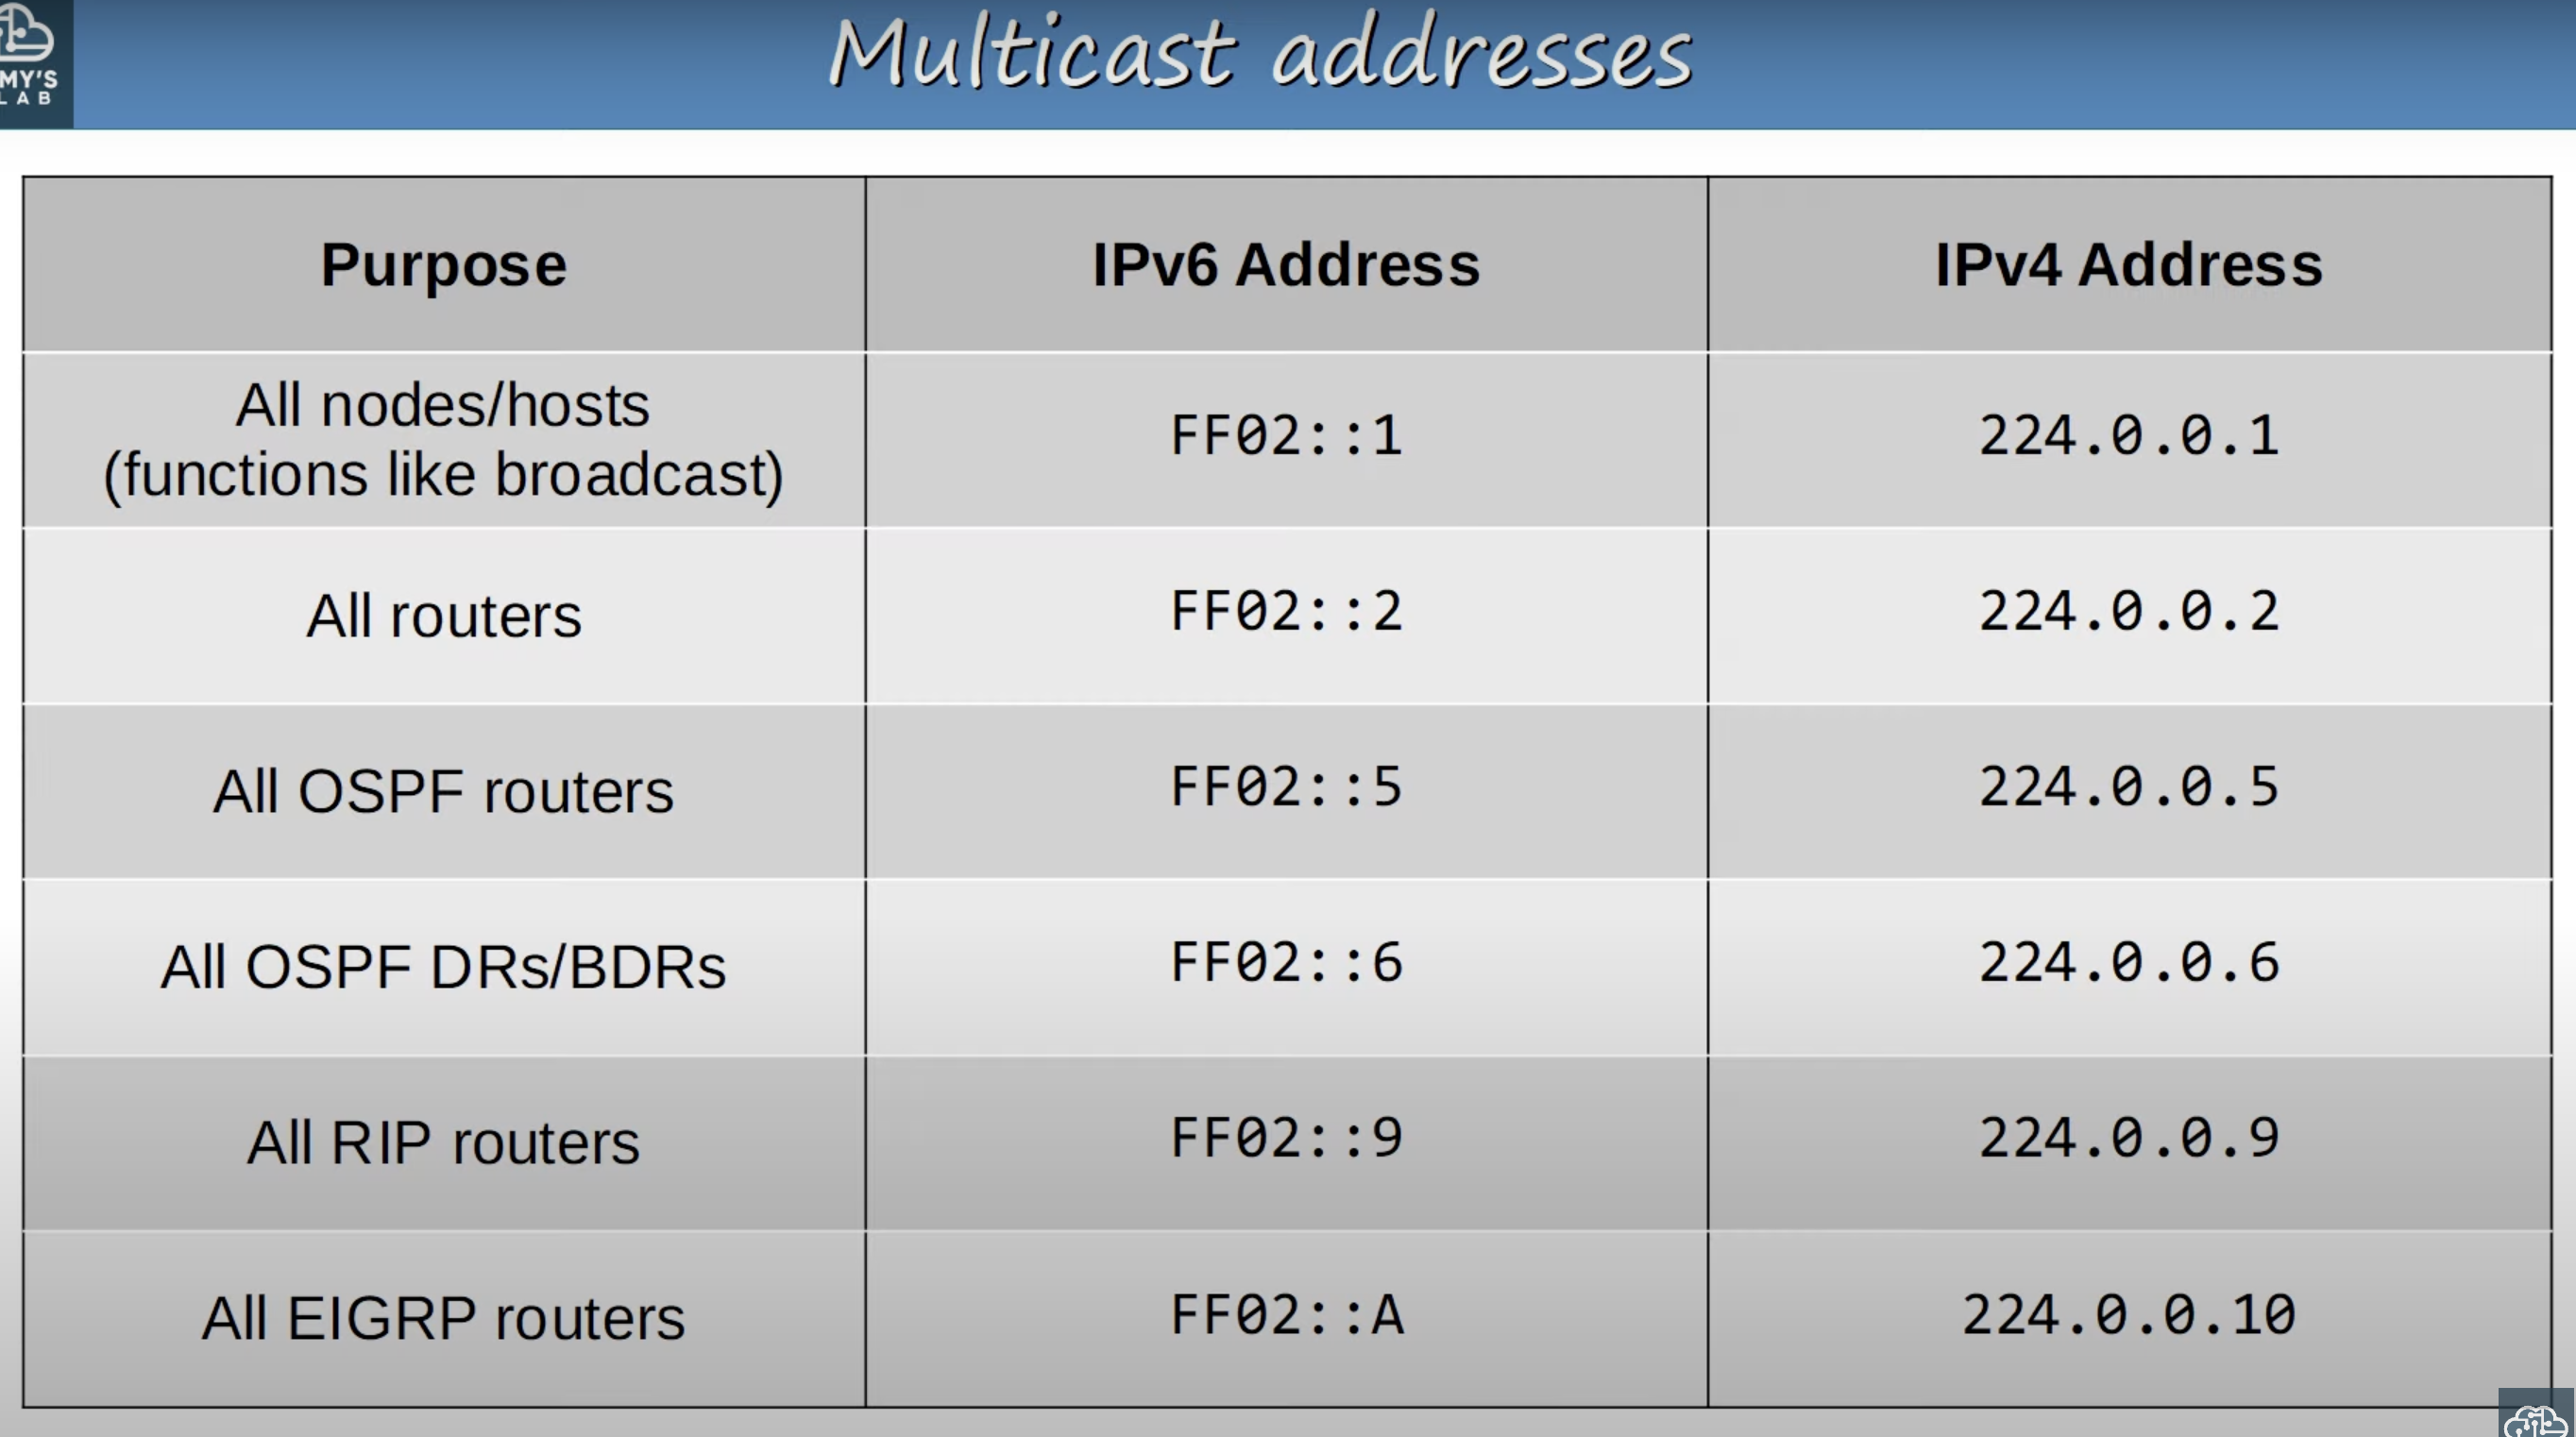 MY'S
LAB
Multicast addresses
Purpose IPv6 Address IPv4 Address
All nodes/hosts
(functions like broadcast) FF02::1 224.0.0.1
All routers FF02::2 224.0.0.2
All OSPF routers FF02::5 224.0.0.5
All OSPF DRs/BDRs FF02::6 224.0.0.6
All RIP routers FF02::9 224.0.0.9
All EIGRP routers FF02::A 224.0.0.10